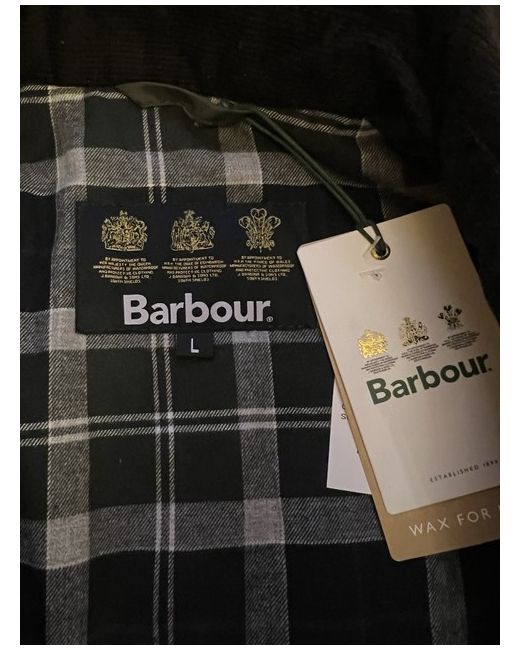 BY APPOINTMENT TO
HER MAJESTY THE QUEEN
MANUFACTURERS OF WATERPROOF
AND PROTECTIVE CLOTHING
J. BARBOUR & SONS LTD.
SOUTH SHIELDS
BY APPOINTMENT TO
H.R.H. THE DUKE OF EDINBURGH
MANUFACTURERS OF WATERPROOF
AND PROTECTIVE CLOTHING
J. BARBOUR & SONS LTD.
SOUTH SHIELDS
BY APPOINTMENT TO
H.R.H. THE PRINCE OF WALES
MANUFACTURERS OF WATERPROOF
AND PROTECTIVE CLOTHING
J. BARBOUR & SONS LTD.
SOUTH SHIELDS
Barbour®
L
Barbour
ESTABLISHED 1894
WAX FOR